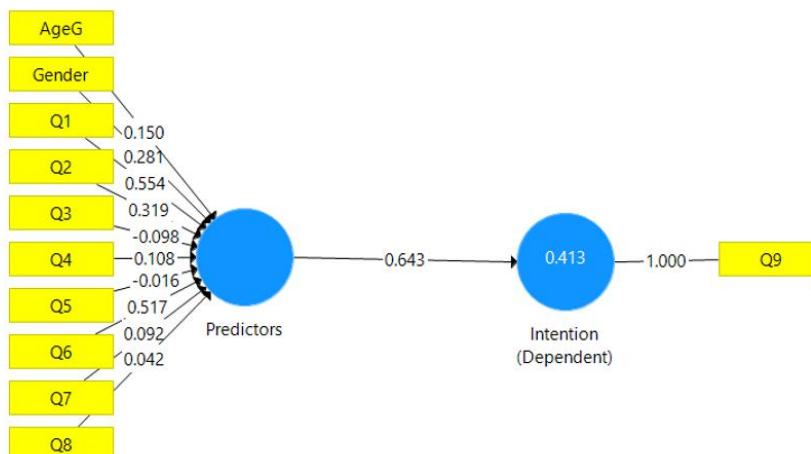 AgeG
Gender
Q1
Q2
Q3
Q4
Q5
Q6
Q7
Q8
0.150
0.281
0.554
0.319
-0.098
0.108
-0.016
0.517
0.092
0.042
Predictors
0.643
0.413
Intention
(Dependent)
1.000
Q9